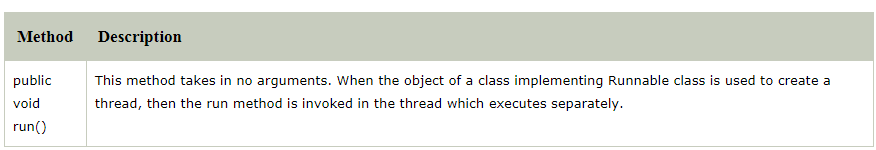 Method Description
public void run()
This method takes in no arguments. When the object of a class implementing Runnable class is used to create a
thread, then the run method is invoked in the thread which executes separately.